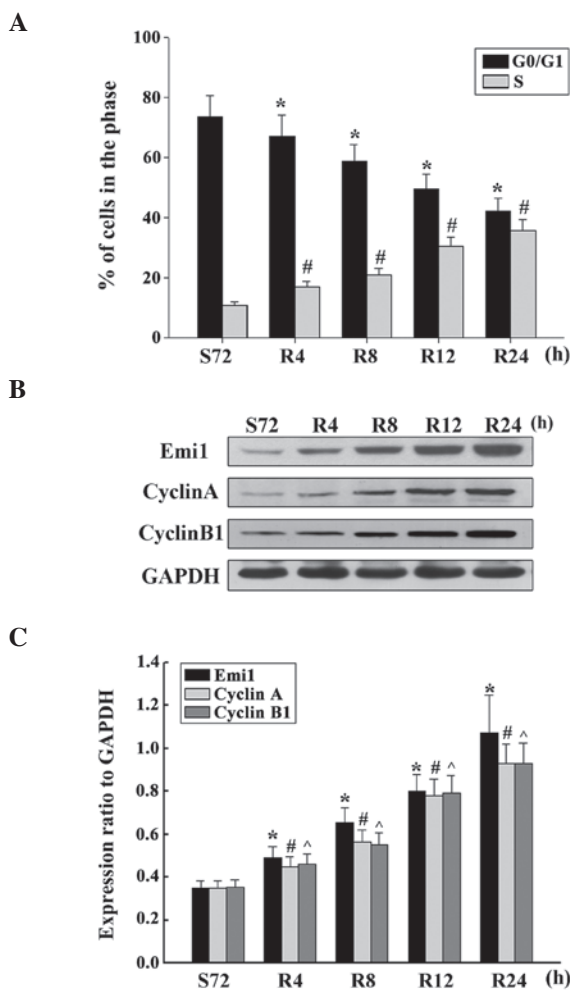 A
% of cells in the phase
100
80
60
40
20
0
G0/G1
S
*
*
*
*
#
#
#
#
S72 R4 R8 R12 R24 (h)
B
S72 R4 R8 R12 R24 (h)
Emi1
CyclinA
CyclinB1
GAPDH
C
Expression ratio to GAPDH
1.4
1.2
1.0
0.8
0.6
0.4
0.2
0.0
Emi1
Cyclin A
Cyclin B1
* # ^
* # ^
* # ^
* # ^
S72 R4 R8 R12 R24 (h)